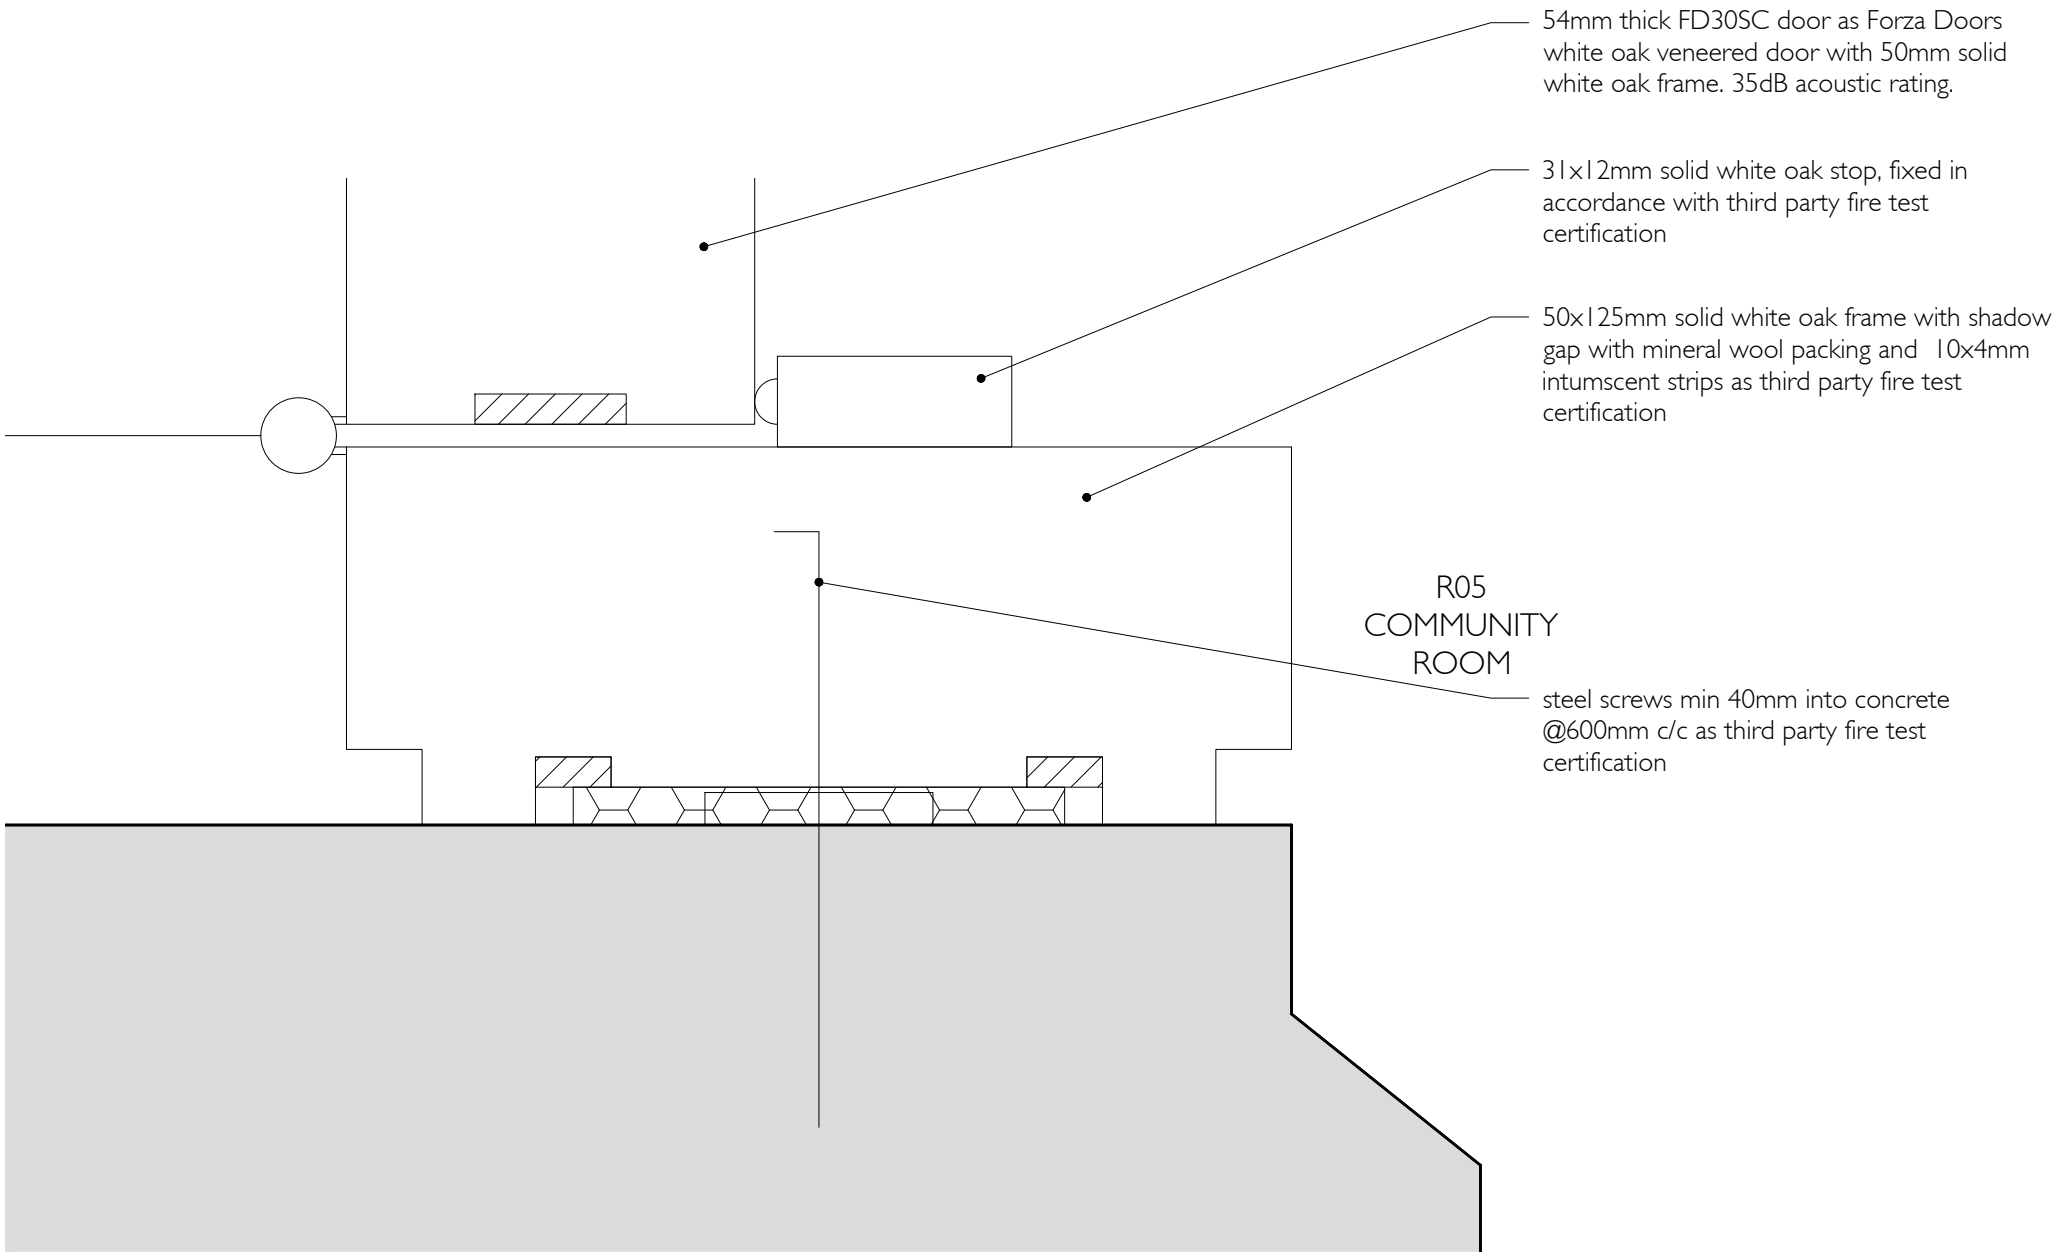 54mm thick FD30SC door as Forza Doors
white oak veneered door with 50mm solid
white oak frame. 35dB acoustic rating.
31x12mm solid white oak stop, fixed in
accordance with third party fire test
certification
50x125mm solid white oak frame with shadow
gap with mineral wool packing and 10x4mm
intumscent strips as third party fire test
certification
R05
COMMUNITY
ROOM
steel screws min 40mm into concrete
@600mm c/c as third party fire test
certification